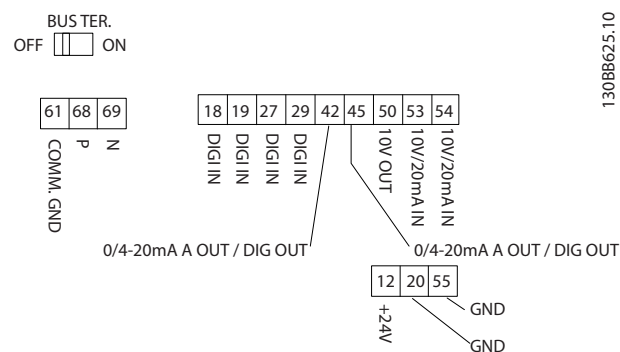 BUS TER.
OFF ON
130BB625.10
61 68 69
COMM. GND
P
N
18 19 27 29 42 45 50 53 54
DIGI IN
DIGI IN
DIGI IN
DIGI IN
10V OUT
10V/20mA IN
10V/20mA IN
0/4-20mA A OUT / DIG OUT
0/4-20mA A OUT / DIG OUT
12 20 55
+24V
GND
GND